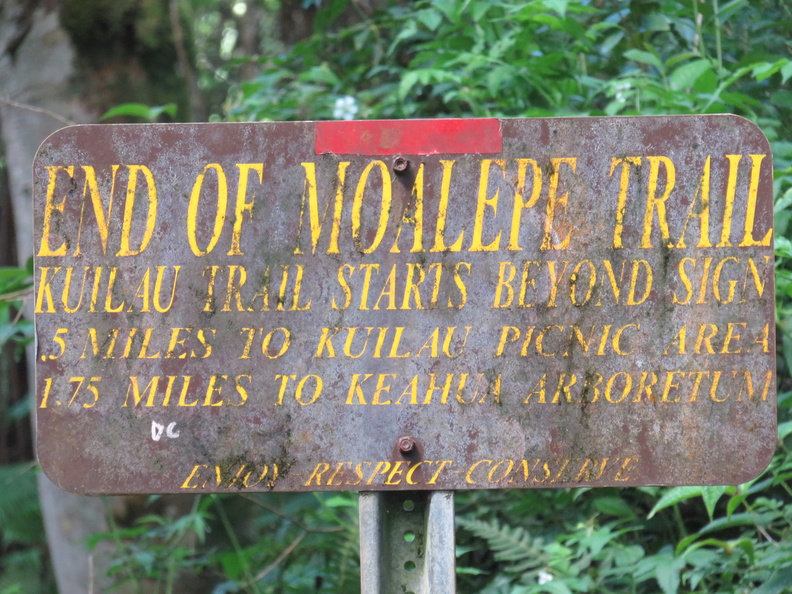 END OF MOALEPE TRAIL
KUILAU TRAIL STARTS BEYOND SIGN
.5 MILES TO KUILAU PICNIC AREA
1.75 MILES TO KEAHUA ARBORETUM
DC
ENJOY RESPECT CONSERVE